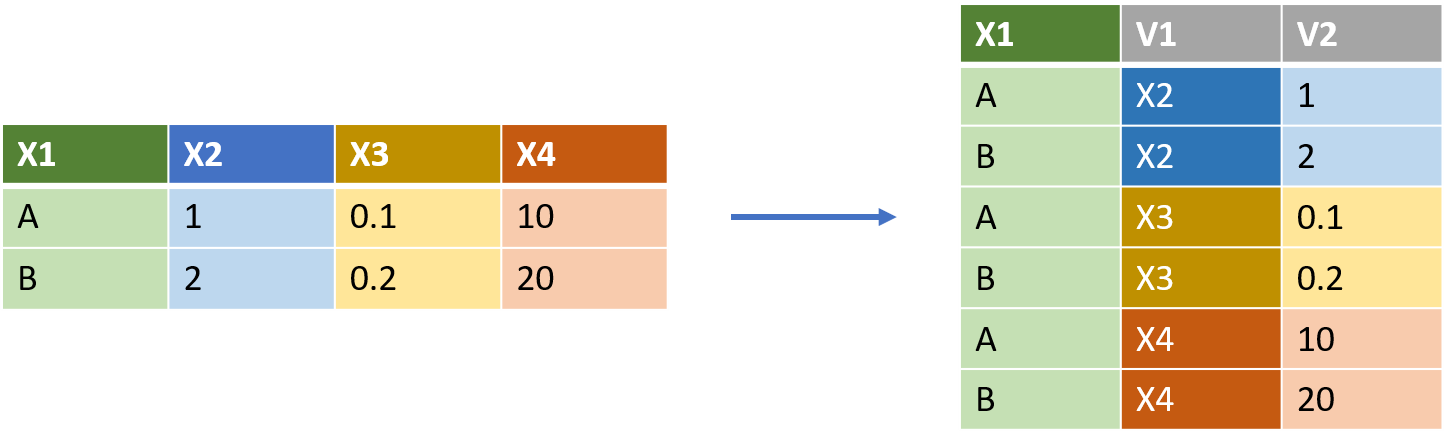 X1 X2 X3 X4
A 1 0.1 10
B 2 0.2 20
X1 V1 V2
A X2 1
B X2 2
A X3 0.1
B X3 0.2
A X4 10
B X4 20